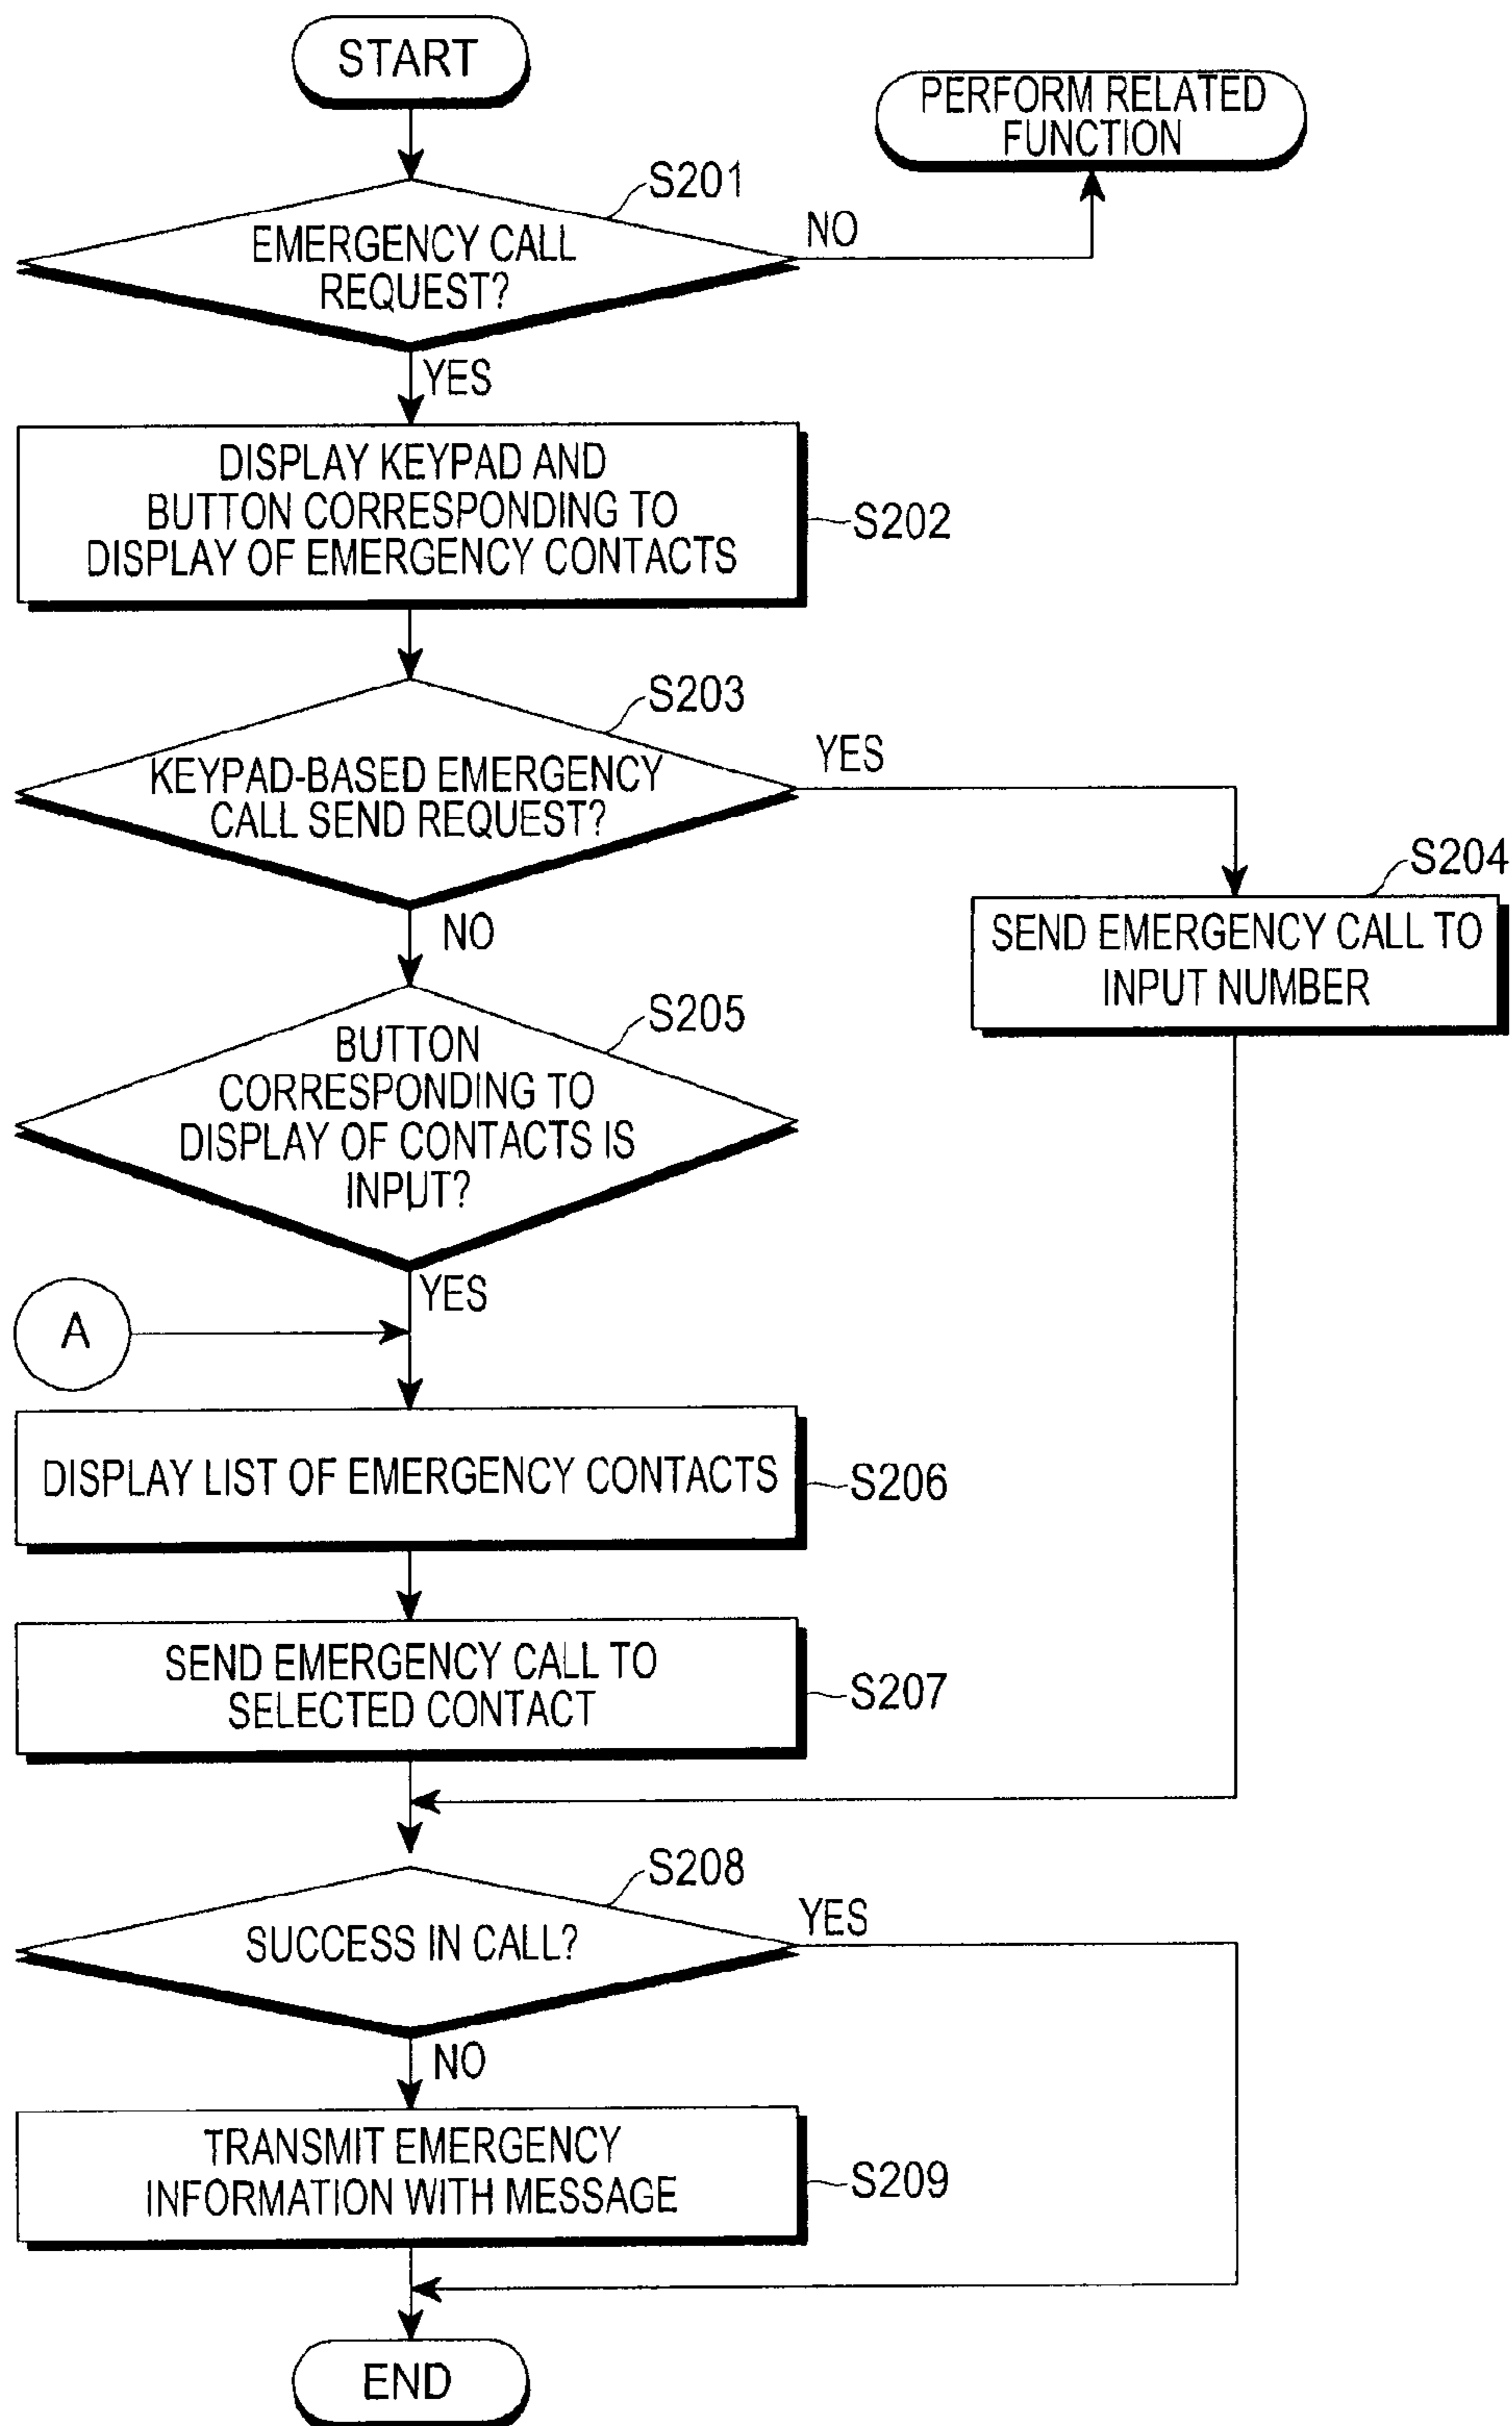 START
PERFORM RELATED
FUNCTION
S201
EMERGENCY CALL
REQUEST?
NO
YES
DISPLAY KEYPAD AND
BUTTON CORRESPONDING TO
DISPLAY OF EMERGENCY CONTACTS
S202
S203
KEYPAD-BASED EMERGENCY
CALL SEND REQUEST?
YES
NO
S204
SEND EMERGENCY CALL TO
INPUT NUMBER
S205
BUTTON
CORRESPONDING TO
DISPLAY OF CONTACTS IS
INPUT?
YES
A
DISPLAY LIST OF EMERGENCY CONTACTS
S206
SEND EMERGENCY CALL TO
SELECTED CONTACT
S207
S208
SUCCESS IN CALL?
YES
NO
TRANSMIT EMERGENCY
INFORMATION WITH MESSAGE
S209
END